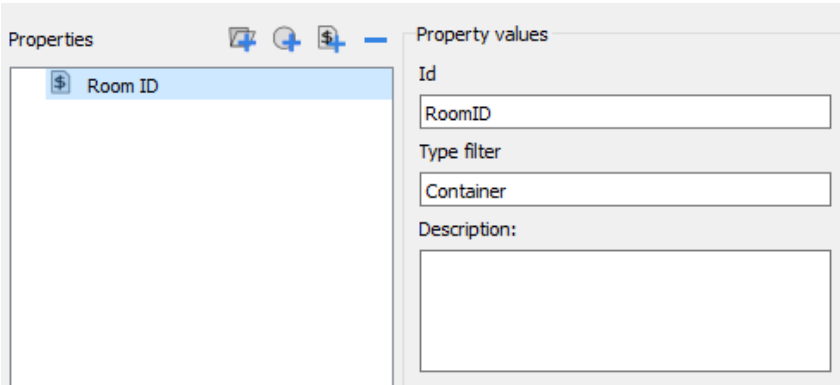 Properties
Room ID
Property values
Id
RoomID
Type filter
Container
Description: